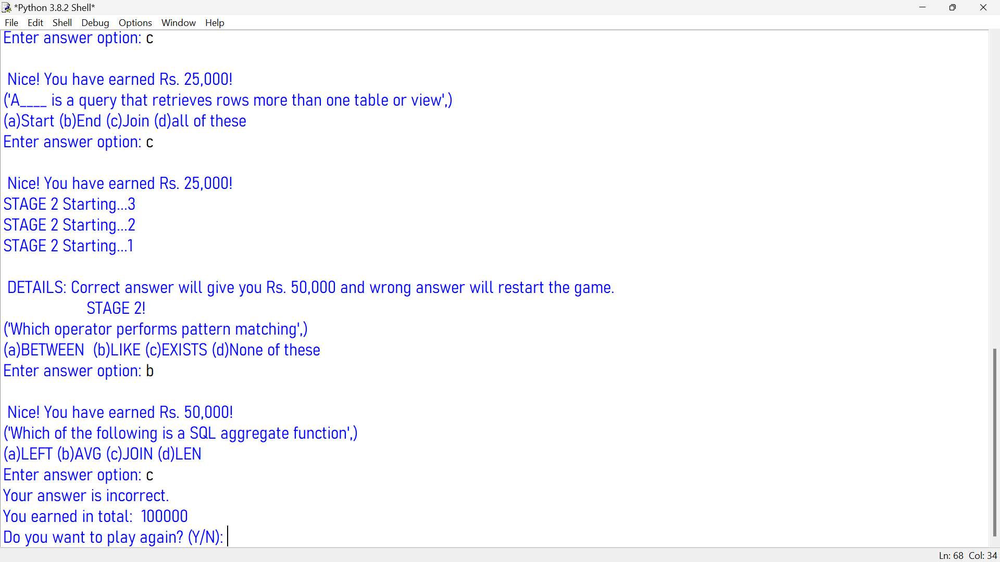 *Python 3.8.2 Shell*
File Edit Shell Debug Options Window Help
Enter answer option: c
Nice! You have earned Rs. 25,000!
('A____ is a query that retrieves rows more than one table or view',)
(a)Start (b)End (c)Join (d)all of these
Enter answer option: c
Nice! You have earned Rs. 25,000!
STAGE 2 Starting...3
STAGE 2 Starting...2
STAGE 2 Starting...1
DETAILS: Correct answer will give you Rs. 50,000 and wrong answer will restart the game.
STAGE 2!
('Which operator performs pattern matching',)
(a)BETWEEN  (b)LIKE (c)EXISTS (d)None of these
Enter answer option: b
Nice! You have earned Rs. 50,000!
('Which of the following is a SQL aggregate function',)
(a)LEFT (b)AVG (c)JOIN (d)LEN
Enter answer option: c
Your answer is incorrect.
You earned in total:  100000
Do you want to play again? (Y/N):
Ln: 68 Col: 34